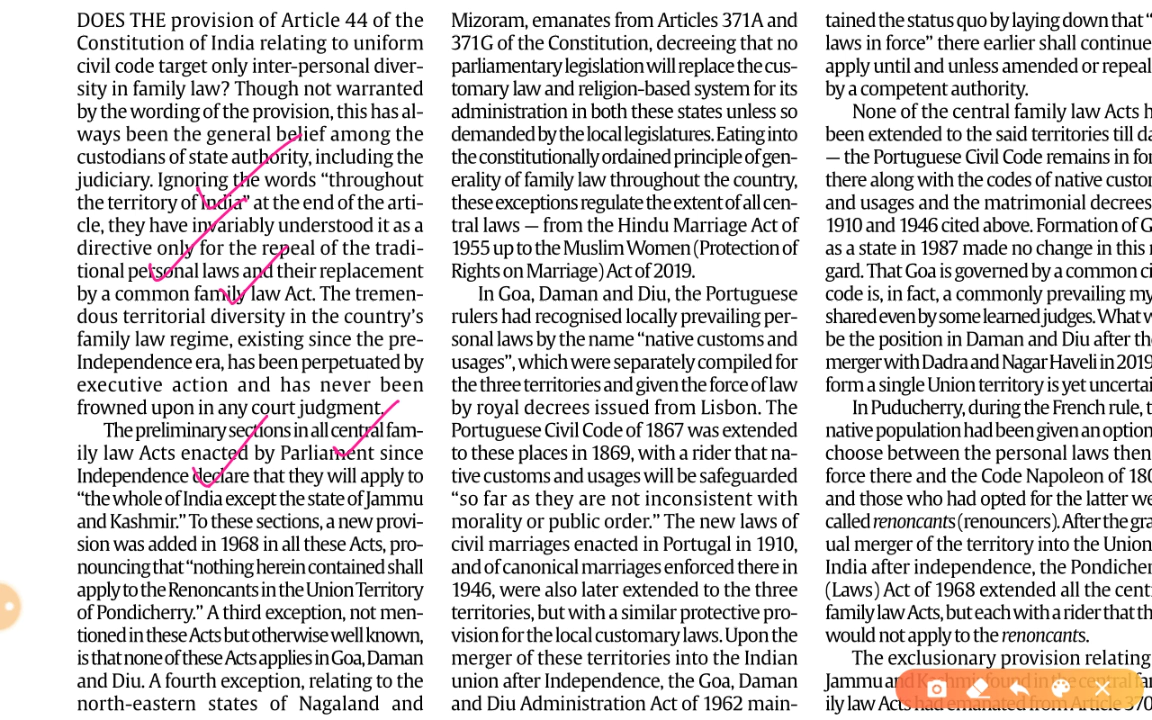 DOES THE provision of Article 44 of the
Constitution of India relating to uniform
civil code target only inter-personal diver-
sity in family law? Though not warranted
by the wording of the provision, this has al-
ways been the general belief among the
custodians of state authority, including the
judiciary. Ignoring the words “throughout
the territory of India” at the end of the arti-
cle, they have invariably understood it as a
directive only for the repeal of the tradi-
tional personal laws and their replacement
by a common family law Act. The tremen-
dous territorial diversity in the country’s
family law regime, existing since the pre-
Independence era, has been perpetuated by
executive action and has never been
frowned upon in any court judgment.
The preliminary sections in all central fam-
ily law Acts enacted by Parliament since
Independence declare that they will apply to
“the whole of India except the state of Jammu
and Kashmir.” To these sections, a new provi-
sion was added in 1968 in all these Acts, pro-
nouncing that “nothing herein contained shall
apply to the Renoncants in the Union Territory
of Pondicherry.” A third exception, not men-
tioned in these Acts but otherwise well known,
is that none of these Acts applies in Goa, Daman
and Diu. A fourth exception, relating to the
north-eastern states of Nagaland and
Mizoram, emanates from Articles 371A and
371G of the Constitution, decreeing that no
parliamentary legislation will replace the cus-
tomary law and religion-based system for its
administration in both these states unless so
demanded by the local legislatures. Eating into
the constitutionally ordained principle of gen-
erality of family law throughout the country,
these exceptions regulate the extent of all cen-
tral laws — from the Hindu Marriage Act of
1955 up to the Muslim Women (Protection of
Rights on Marriage) Act of 2019.
In Goa, Daman and Diu, the Portuguese
rulers had recognised locally prevailing per-
sonal laws by the name “native customs and
usages”, which were separately compiled for
the three territories and given the force of law
by royal decrees issued from Lisbon. The
Portuguese Civil Code of 1867 was extended
to these places in 1869, with a rider that na-
tive customs and usages will be safeguarded
“so far as they are not inconsistent with
morality or public order.” The new laws of
civil marriages enacted in Portugal in 1910,
and of canonical marriages enforced there in
1946, were also later extended to the three
territories, but with a similar protective pro-
vision for the local customary laws. Upon the
merger of these territories into the Indian
union after Independence, the Goa, Daman
and Diu Administration Act of 1962 main-
tained the status quo by laying down that “
laws in force” there earlier shall continue
apply until and unless amended or repeal
by a competent authority.
None of the central family law Acts h
been extended to the said territories till da
— the Portuguese Civil Code remains in for
there along with the codes of native custo
and usages and the matrimonial decrees
1910 and 1946 cited above. Formation of G
as a state in 1987 made no change in this r
gard. That Goa is governed by a common ci
code is, in fact, a commonly prevailing my
shared even by some learned judges. What w
be the position in Daman and Diu after the
merger with Dadra and Nagar Haveli in 2019
form a single Union territory is yet uncertai
In Puducherry, during the French rule, t
native population had been given an option
choose between the personal laws then
force there and the Code Napoleon of 180
and those who had opted for the latter we
called renoncants (renouncers). After the gra
ual merger of the territory into the Union
India after independence, the Pondicher
(Laws) Act of 1968 extended all the cent
family law Acts, but each with a rider that th
would not apply to the renoncants.
The exclusionary provision relating
Jammu and Kashmir found in the central fa
ily law Acts had emanated from Article 370